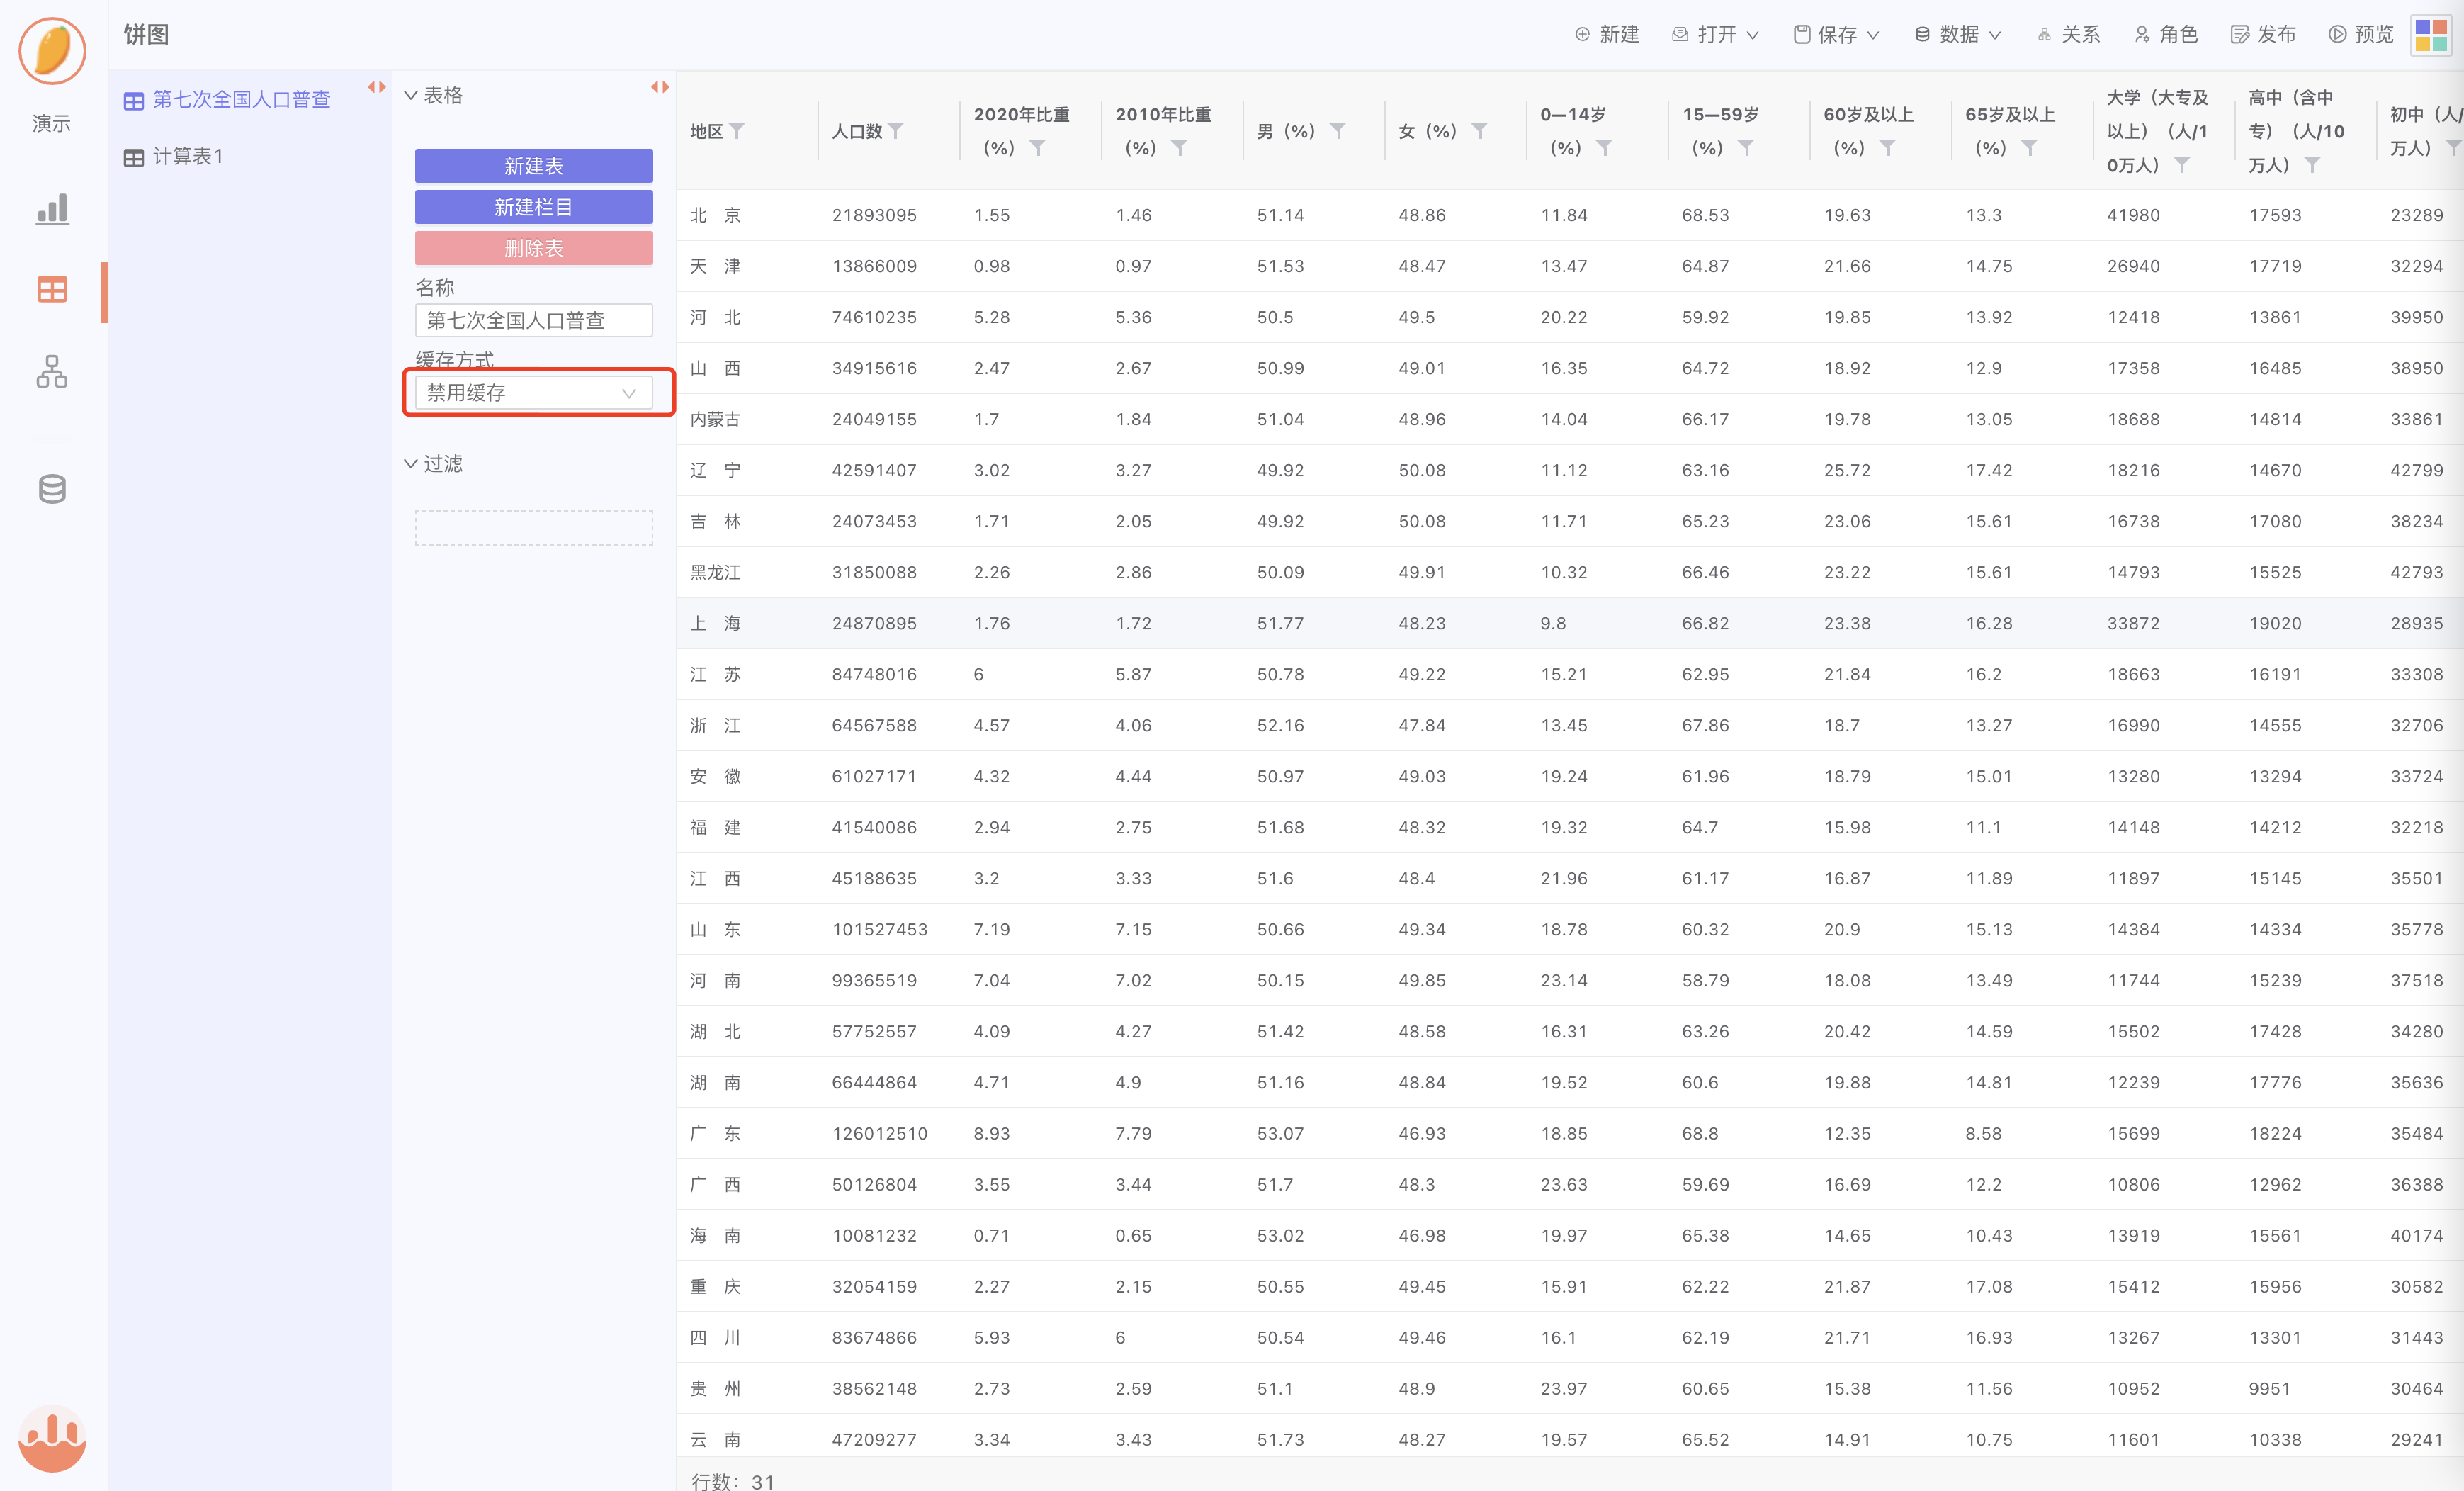 饼图
新建 打开 保存 数据 关系 角色 发布 预览
演示
第七次全国人口普查
计算表1
表格
新建表
新建栏目
删除表
名称
第七次全国人口普查
缓存方式
禁用缓存
过滤
地区 人口数 2020年比重（%） 2010年比重（%） 男（%） 女（%） 0—14岁（%） 15—59岁（%） 60岁及以上（%） 65岁及以上（%） 大学（大专及以上）（人/10万人） 高中（含中专）（人/10万人） 初中（人/万人）
北 京 21893095 1.55 1.46 51.14 48.86 11.84 68.53 19.63 13.3 41980 17593 23289
天 津 13866009 0.98 0.97 51.53 48.47 13.47 64.87 21.66 14.75 26940 17719 32294
河 北 74610235 5.28 5.36 50.5 49.5 20.22 59.92 19.85 13.92 12418 13861 39950
山 西 34915616 2.47 2.67 50.99 49.01 16.35 64.72 18.92 12.9 17358 16485 38950
内蒙古 24049155 1.7 1.84 51.04 48.96 14.04 66.17 19.78 13.05 18688 14814 33861
辽 宁 42591407 3.02 3.27 49.92 50.08 11.12 63.16 25.72 17.42 18216 14670 42799
吉 林 24073453 1.71 2.05 49.92 50.08 11.71 65.23 23.06 15.61 16738 17080 38234
黑龙江 31850088 2.26 2.86 50.09 49.91 10.32 66.46 23.22 15.61 14793 15525 42793
上 海 24870895 1.76 1.72 51.77 48.23 9.8 66.82 23.38 16.28 33872 19020 28935
江 苏 84748016 6 5.87 50.78 49.22 15.21 62.95 21.84 16.2 18663 16191 33308
浙 江 64567588 4.57 4.06 52.16 47.84 13.45 67.86 18.7 13.27 16990 14555 32706
安 徽 61027171 4.32 4.44 50.97 49.03 19.24 61.96 18.79 15.01 13280 13294 33724
福 建 41540086 2.94 2.75 51.68 48.32 19.32 64.7 15.98 11.1 14148 14212 32218
江 西 45188635 3.2 3.33 51.6 48.4 21.96 61.17 16.87 11.89 11897 15145 35501
山 东 101527453 7.19 7.15 50.66 49.34 18.78 60.32 20.9 15.13 14384 14334 35778
河 南 99365519 7.04 7.02 50.15 49.85 23.14 58.79 18.08 13.49 11744 15239 37518
湖 北 57752557 4.09 4.27 51.42 48.58 16.31 63.26 20.42 14.59 15502 17428 34280
湖 南 66444864 4.71 4.9 51.16 48.84 19.52 60.6 19.88 14.81 12239 17776 35636
广 东 126012510 8.93 7.79 53.07 46.93 18.85 68.8 12.35 8.58 15699 18224 35484
广 西 50126804 3.55 3.44 51.7 48.3 23.63 59.69 16.69 12.2 10806 12962 36388
海 南 10081232 0.71 0.65 53.02 46.98 19.97 65.38 14.65 10.43 13919 15561 40174
重 庆 32054159 2.27 2.15 50.55 49.45 15.91 62.22 21.87 17.08 15412 15956 30582
四 川 83674866 5.93 6 50.54 49.46 16.1 62.19 21.71 16.93 13267 13301 31443
贵 州 38562148 2.73 2.59 51.1 48.9 23.97 60.65 15.38 11.56 10952 9951 30464
云 南 47209277 3.34 3.43 51.73 48.27 19.57 65.52 14.91 10.75 11601 10338 29241
行数：31